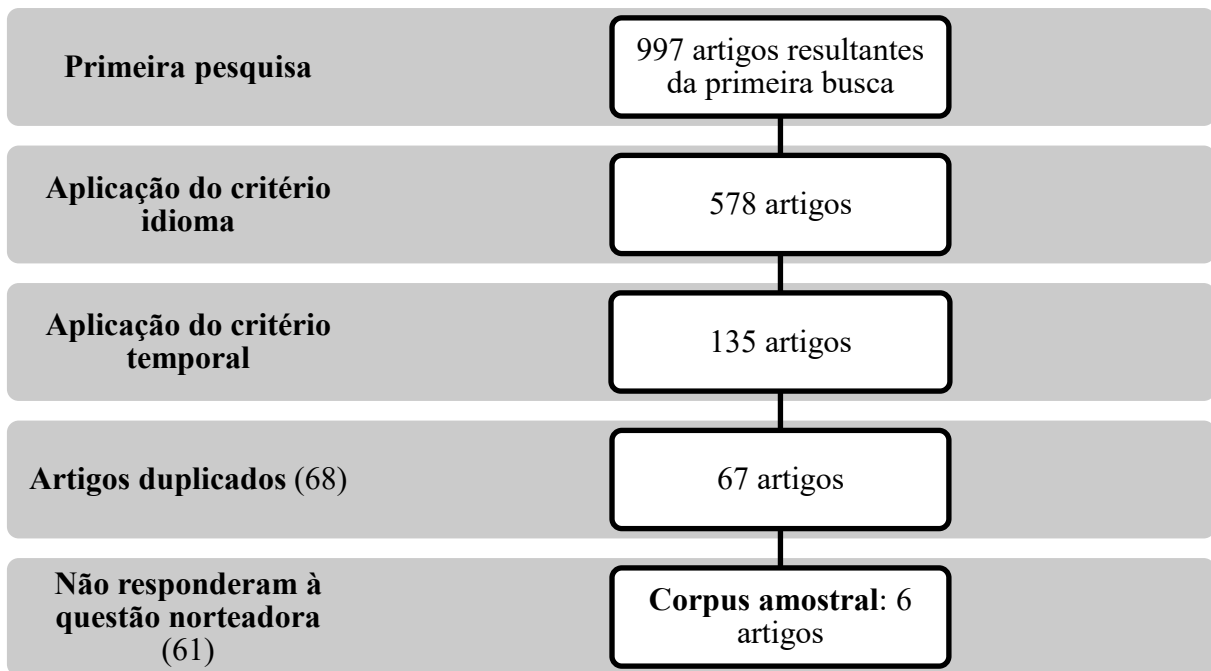 Primeira pesquisa
997 artigos resultantes
da primeira busca
Aplicação do critério
idioma
578 artigos
Aplicação do critério
temporal
135 artigos
Artigos duplicados (68)
67 artigos
Não responderam à
questão norteadora
(61)
Corpus amostral: 6
artigos